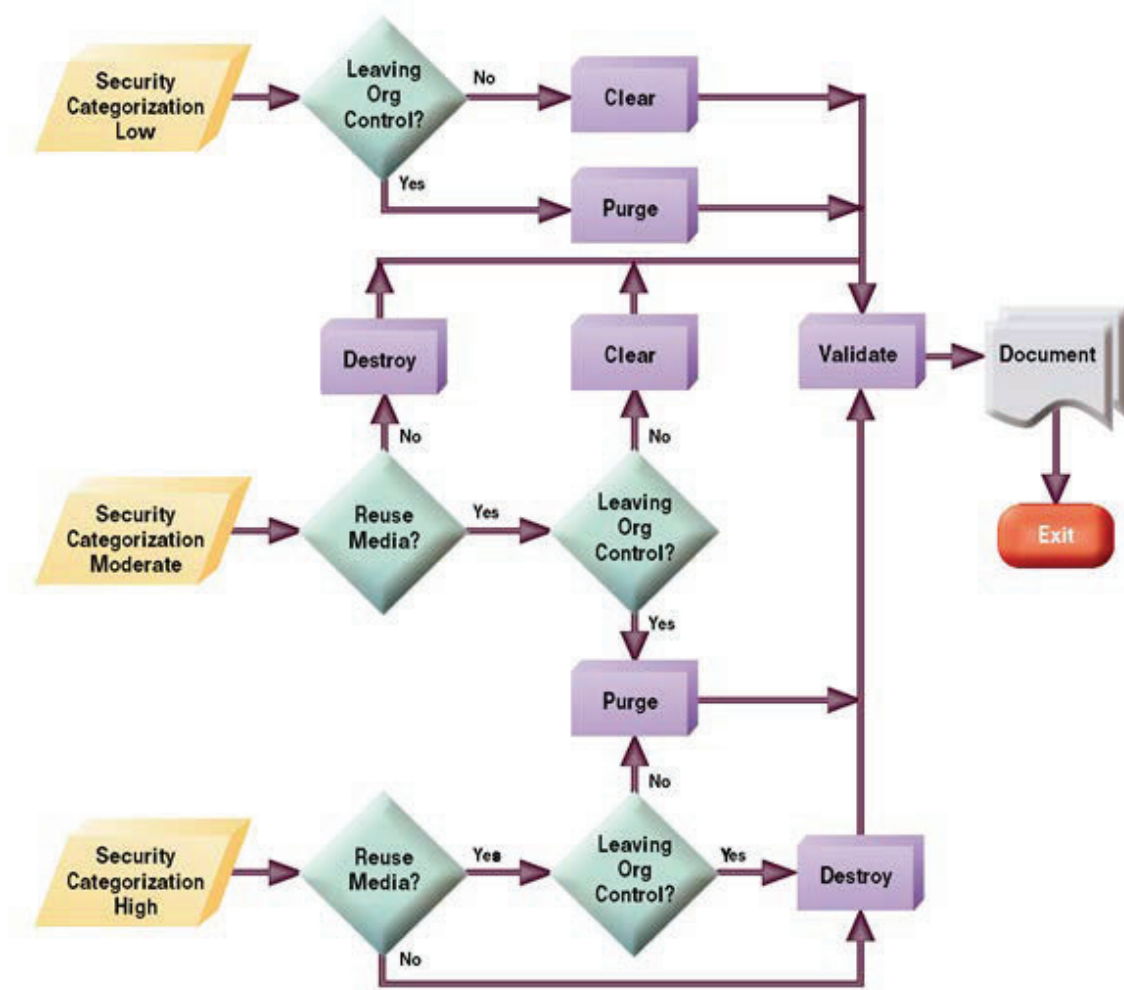 Security
Categorization
Low
Leaving
Org
Control?
No
Clear
Yes
Purge
Destroy
Clear
Validate
Document
No
No
Security
Categorization
Moderate
Reuse
Media?
Yes
Leaving
Org
Control?
Exit
Yes
Purge
No
Security
Categorization
High
Reuse
Media?
Yes
Leaving
Org
Control?
Yes
Destroy
No